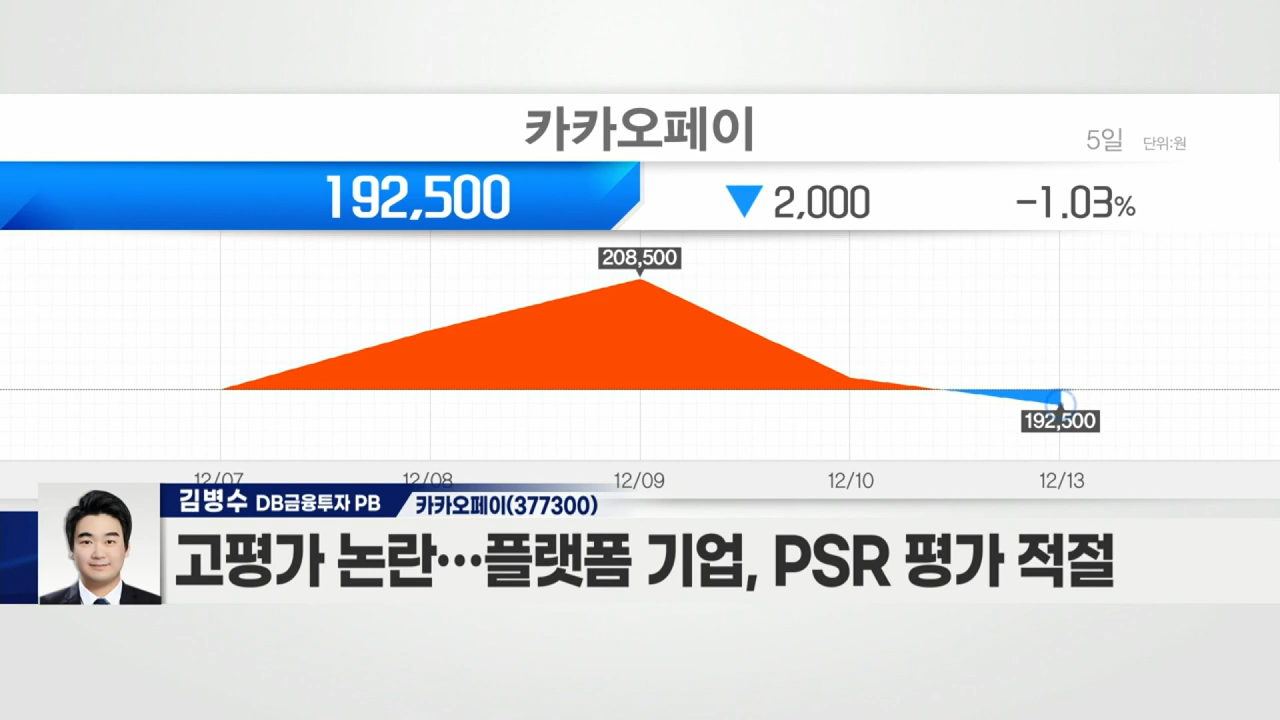 카카오페이
5일 단위:원
192,500 ▼2,000 -1.03%
208,500
192,500
12/07 12/08 12/09 12/10 12/13
김병수 DB금융투자 PB 카카오페이(377300)
고평가 논란…플랫폼 기업, PSR 평가 적절